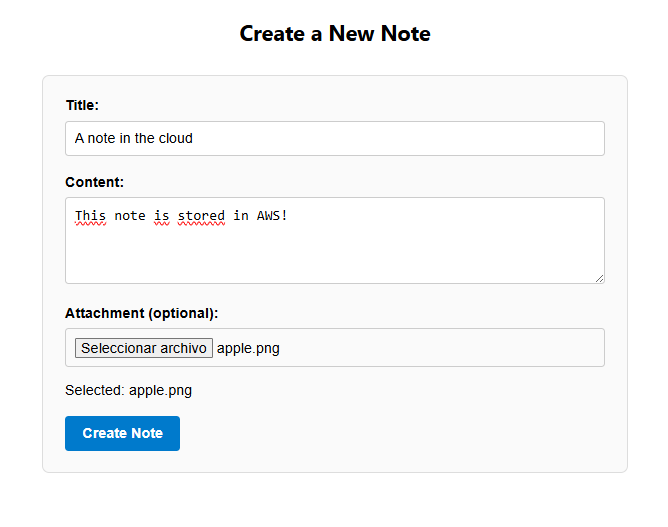 Create a New Note
Title:
A note in the cloud
Content:
This note is stored in AWS!
Attachment (optional):
Seleccionar archivo apple.png
Selected: apple.png
Create Note